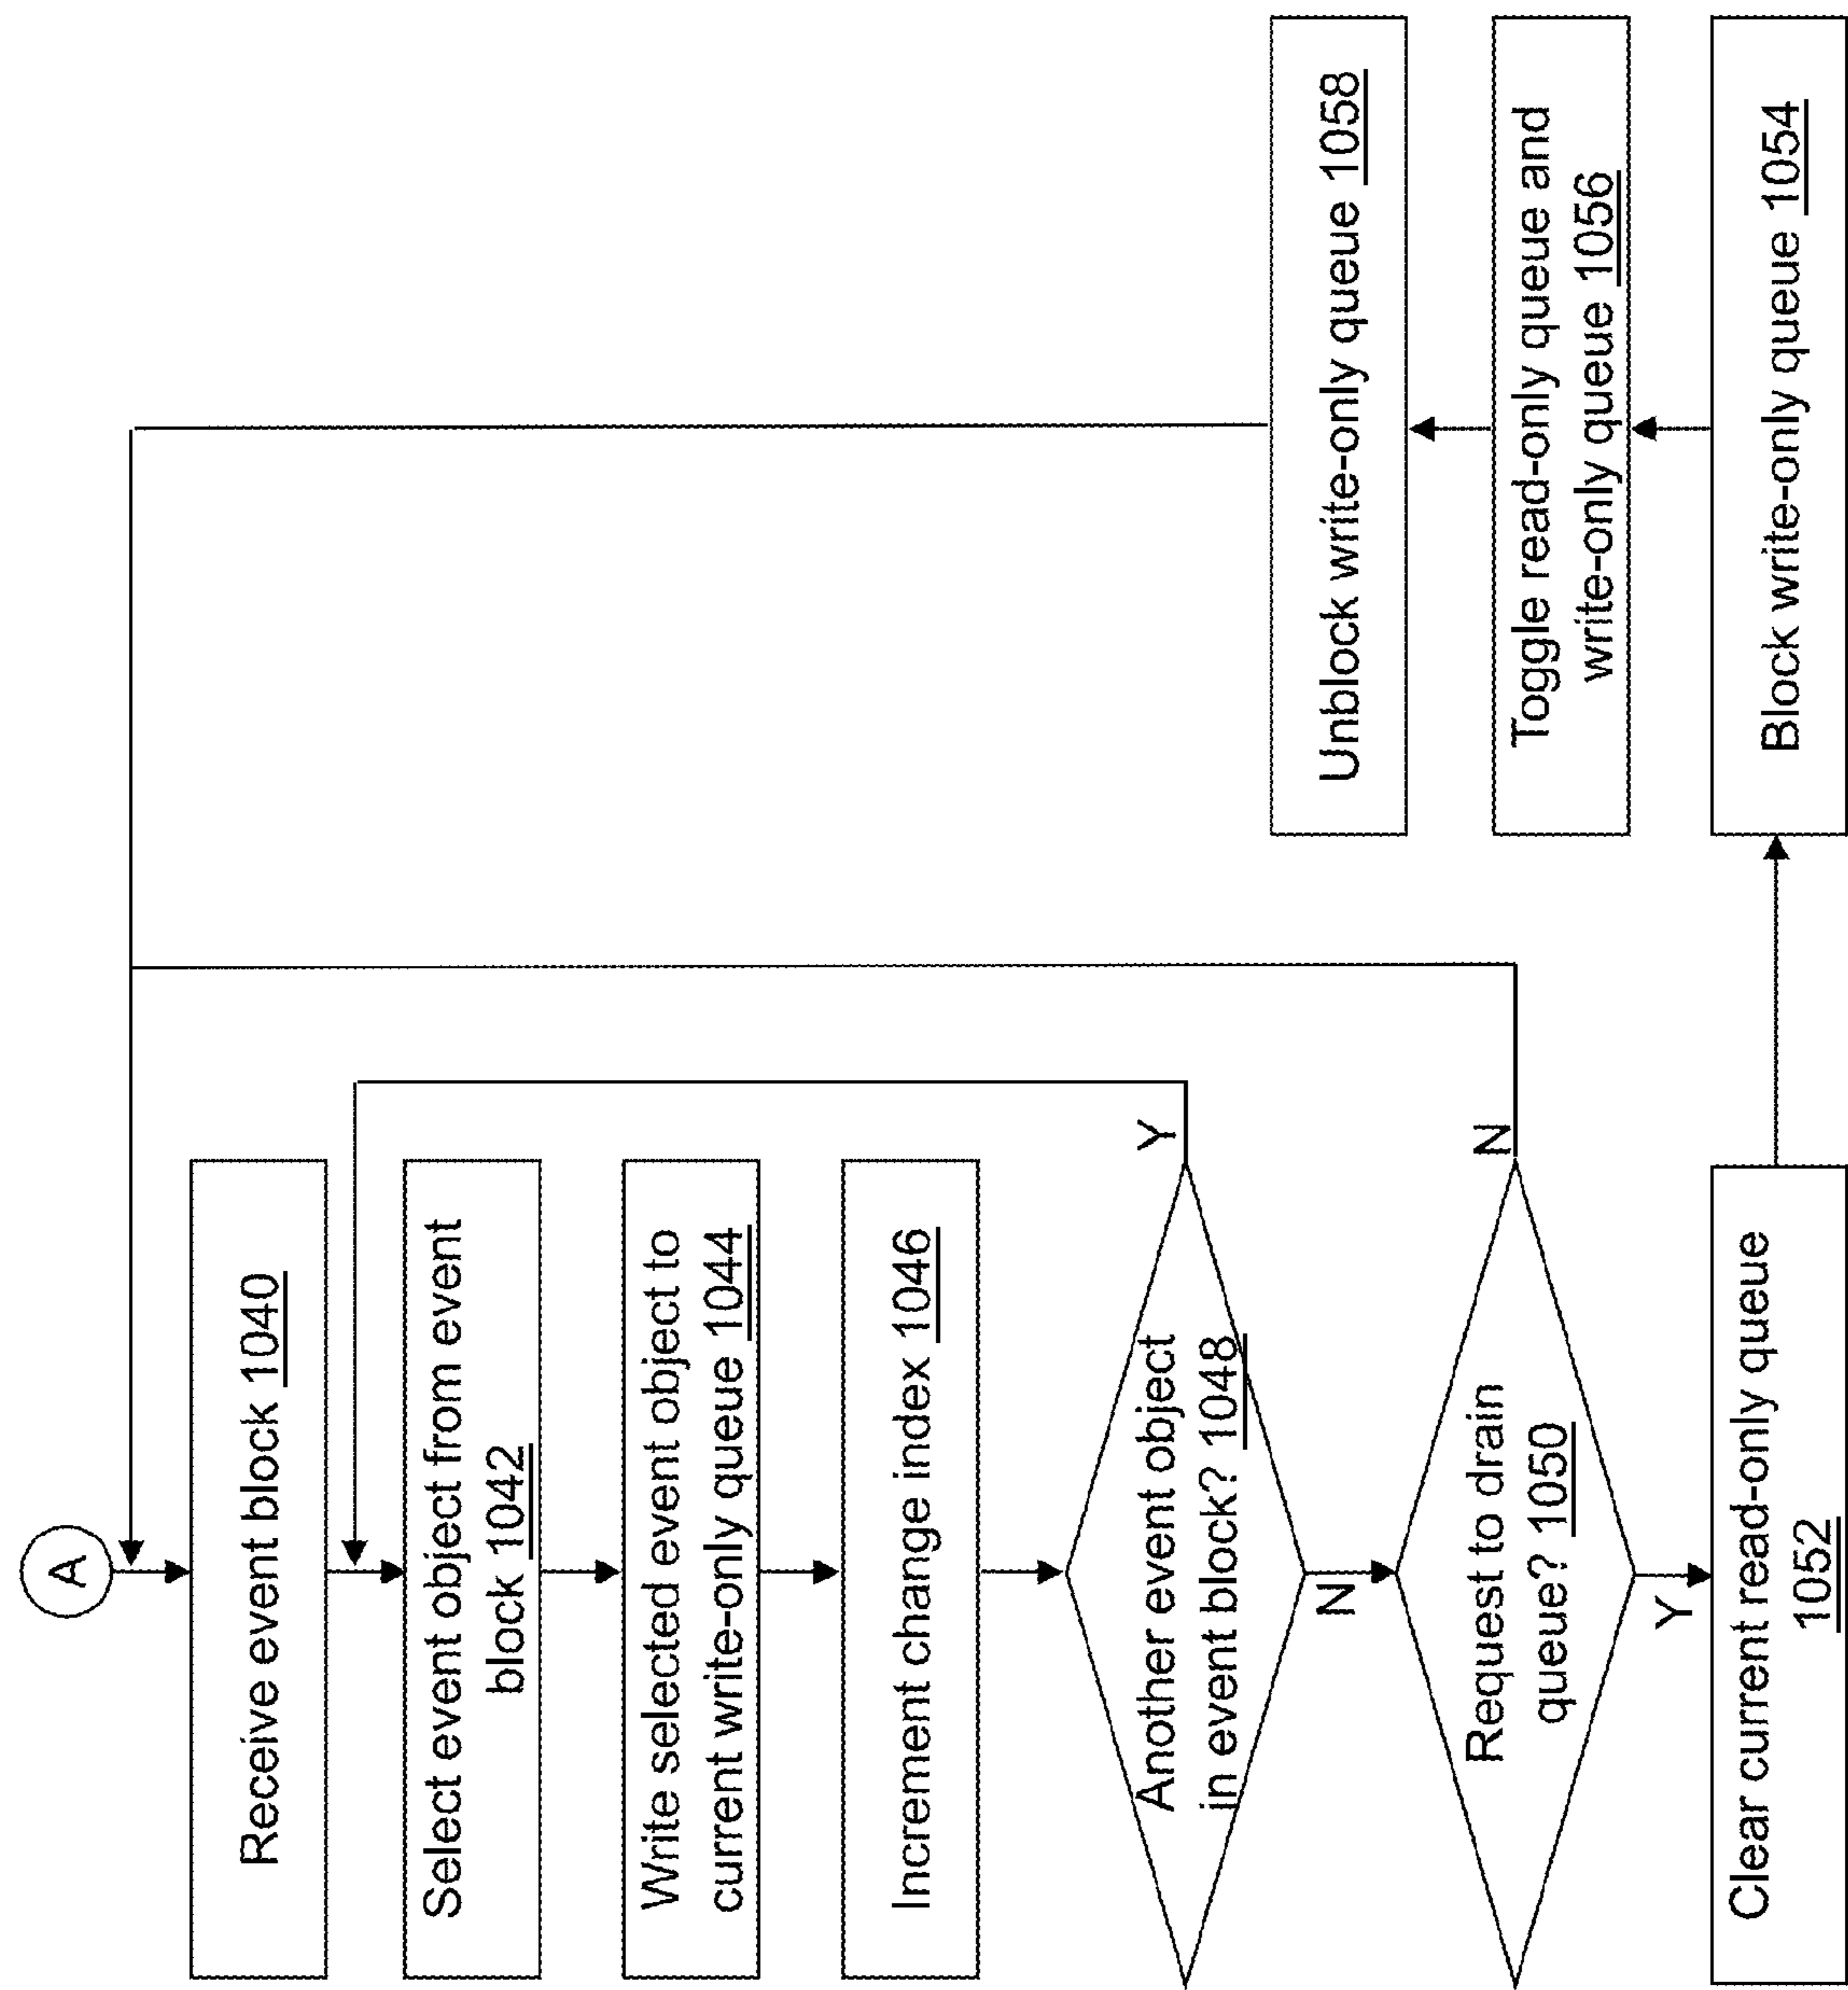 A
Receive event block 1040
Select event object from event
block 1042
Write selected event object to
current write-only queue 1044
Increment change index 1046
Another event object
in event block? 1048
Y
N
Request to drain
queue? 1050
N
Y
Clear current read-only queue
1052
Block write-only queue 1054
Toggle read-only queue and
write-only queue 1056
Unblock write-only queue 1058